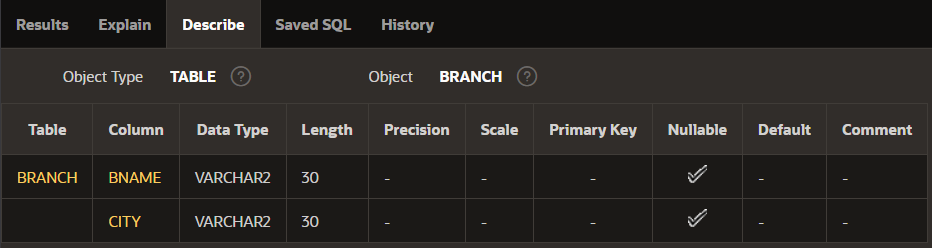 Results Explain Describe Saved SQL History
Object Type TABLE ? Object BRANCH ?
Table Column Data Type Length Precision Scale Primary Key Nullable Default Comment
BRANCH BNAME VARCHAR2 30 - - - - -
CITY VARCHAR2 30 - - - - -